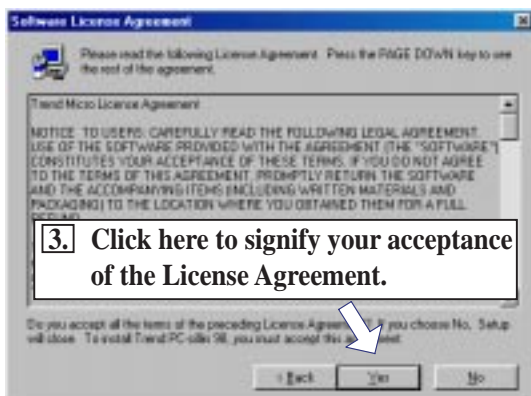 Software License Agreement
Please read the following License Agreement. Press the PAGE DOWN key to see
the rest of the agreement.
Trend Micro License Agreement
NOTICE TO USERS: CAREFULLY READ THE FOLLOWING LEGAL AGREEMENT.
USE OF THE SOFTWARE PROVIDED WITH THE AGREEMENT (THE "SOFTWARE")
CONSTITUTES YOUR ACCEPTANCE OF THESE TERMS. IF YOU DO NOT AGREE
TO THE TERMS OF THIS AGREEMENT, PROMPTLY RETURN THE SOFTWARE
AND THE ACCOMPANYING ITEMS (INCLUDING WRITTEN MATERIALS AND
PACKAGING) TO THE LOCATION WHERE YOU OBTAINED THEM FOR A FULL
3. Click here to signify your acceptance
of the License Agreement.
Do you accept all the terms of the preceding License you choose No, Setup
will close. To install Trend PC-cillin 98, you must accept this
< Back
Yes
No